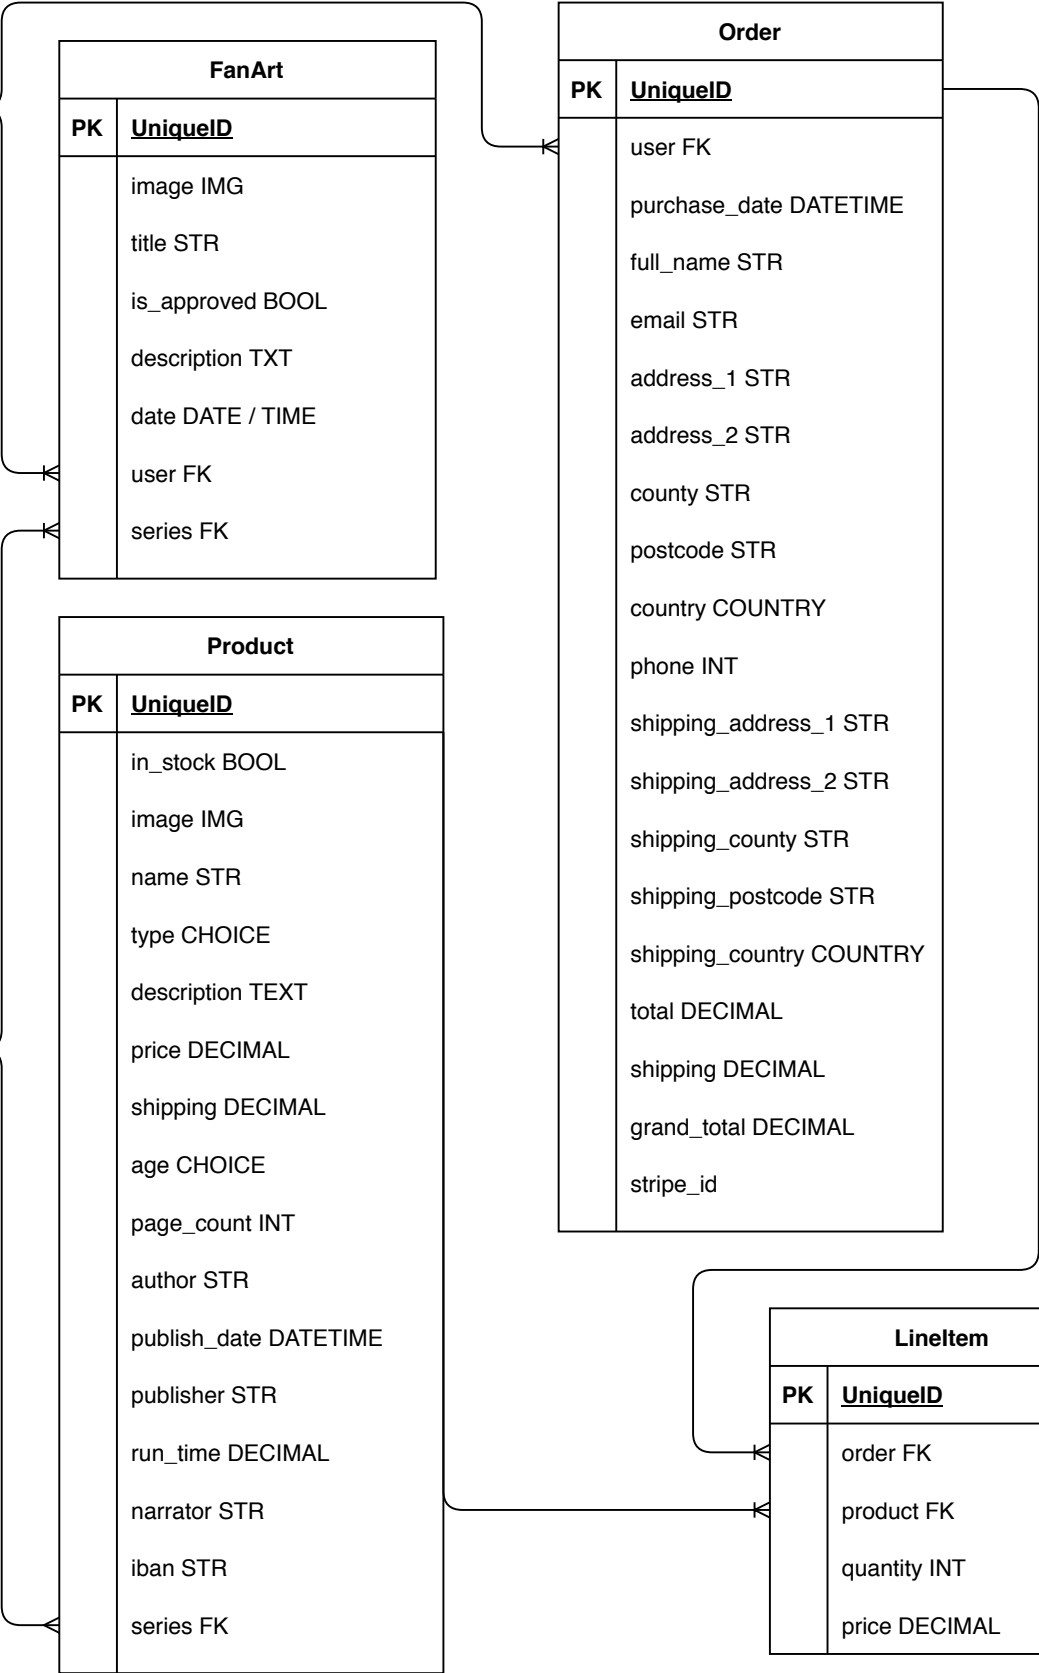 FanArt
PK UniqueID
image IMG
title STR
is_approved BOOL
description TXT
date DATE / TIME
user FK
series FK
Product
PK UniqueID
in_stock BOOL
image IMG
name STR
type CHOICE
description TEXT
price DECIMAL
shipping DECIMAL
age CHOICE
page_count INT
author STR
publish_date DATETIME
publisher STR
run_time DECIMAL
narrator STR
iban STR
series FK
Order
PK UniqueID
user FK
purchase_date DATETIME
full_name STR
email STR
address_1 STR
address_2 STR
county STR
postcode STR
country COUNTRY
phone INT
shipping_address_1 STR
shipping_address_2 STR
shipping_county STR
shipping_postcode STR
shipping_country COUNTRY
total DECIMAL
shipping DECIMAL
grand_total DECIMAL
stripe_id
LineItem
PK UniqueID
order FK
product FK
quantity INT
price DECIMAL